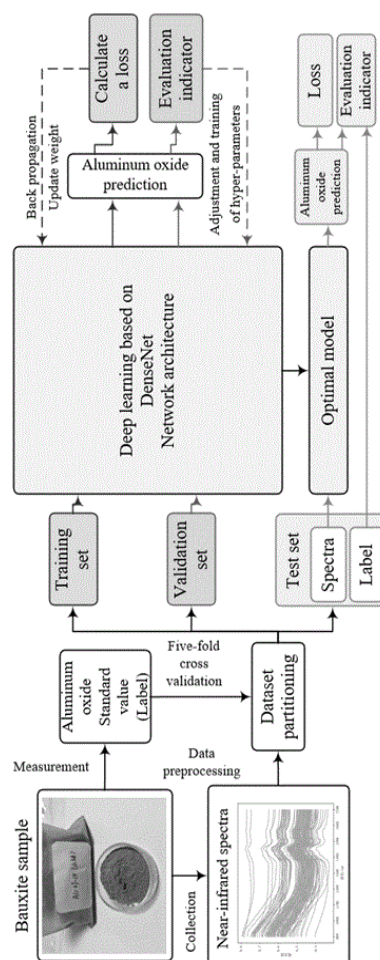 Bauxite sample
Measurement
Aluminum oxide
Standard
value
(Label)
Collection
Near-infrared spectra
Data
preprocessing
Five-fold
cross
validation
Dataset
partitioning
Training
set
Validation
set
Test set
Spectra
Label
Deep learning based on
DenseNet
Network architecture
Back propagation
Update weight
Adjustment and training
of hyper-parameters
Aluminum oxide
prediction
Calculate
a loss
Evaluation
indicator
Optimal model
Aluminum oxide
prediction
Loss
Evaluation
indicator